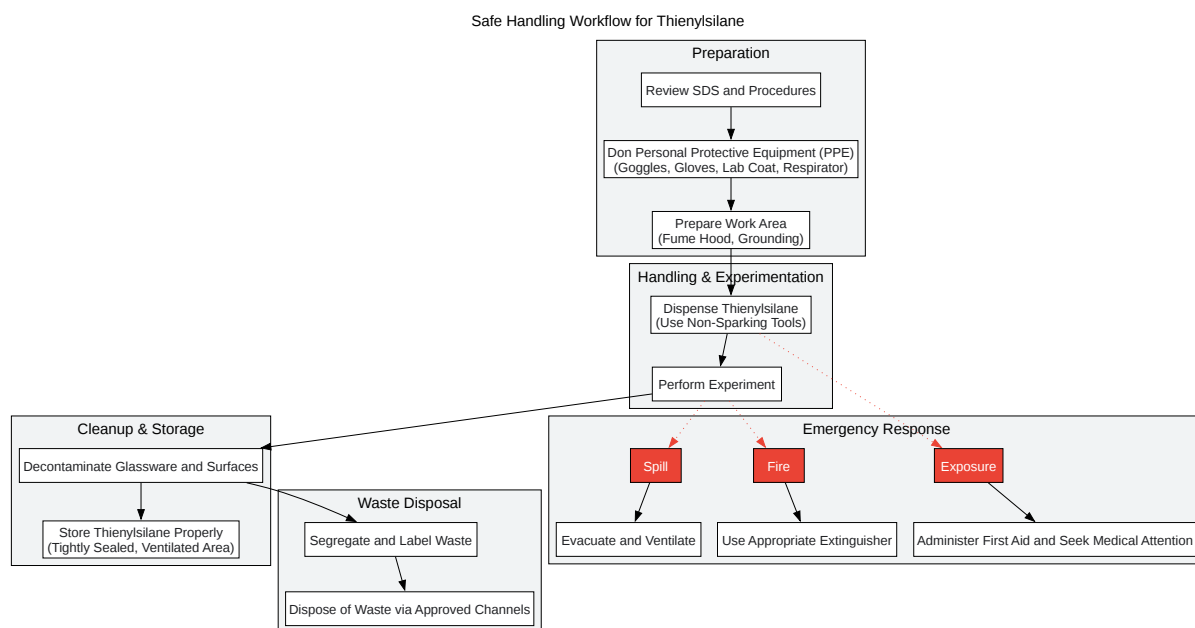 Safe Handling Workflow for Thienylsilane
Preparation
Review SDS and Procedures
Don Personal Protective Equipment (PPE)
(Goggles, Gloves, Lab Coat, Respirator)
Prepare Work Area
(Fume Hood, Grounding)
Handling & Experimentation
Dispense Thienylsilane
(Use Non-Sparking Tools)
Perform Experiment
Cleanup & Storage
Decontaminate Glassware and Surfaces
Store Thienylsilane Properly
(Tightly Sealed, Ventilated Area)
Waste Disposal
Segregate and Label Waste
Dispose of Waste via Approved Channels
Emergency Response
Spill
Fire
Exposure
Evacuate and Ventilate
Use Appropriate Extinguisher
Administer First Aid and Seek Medical Attention